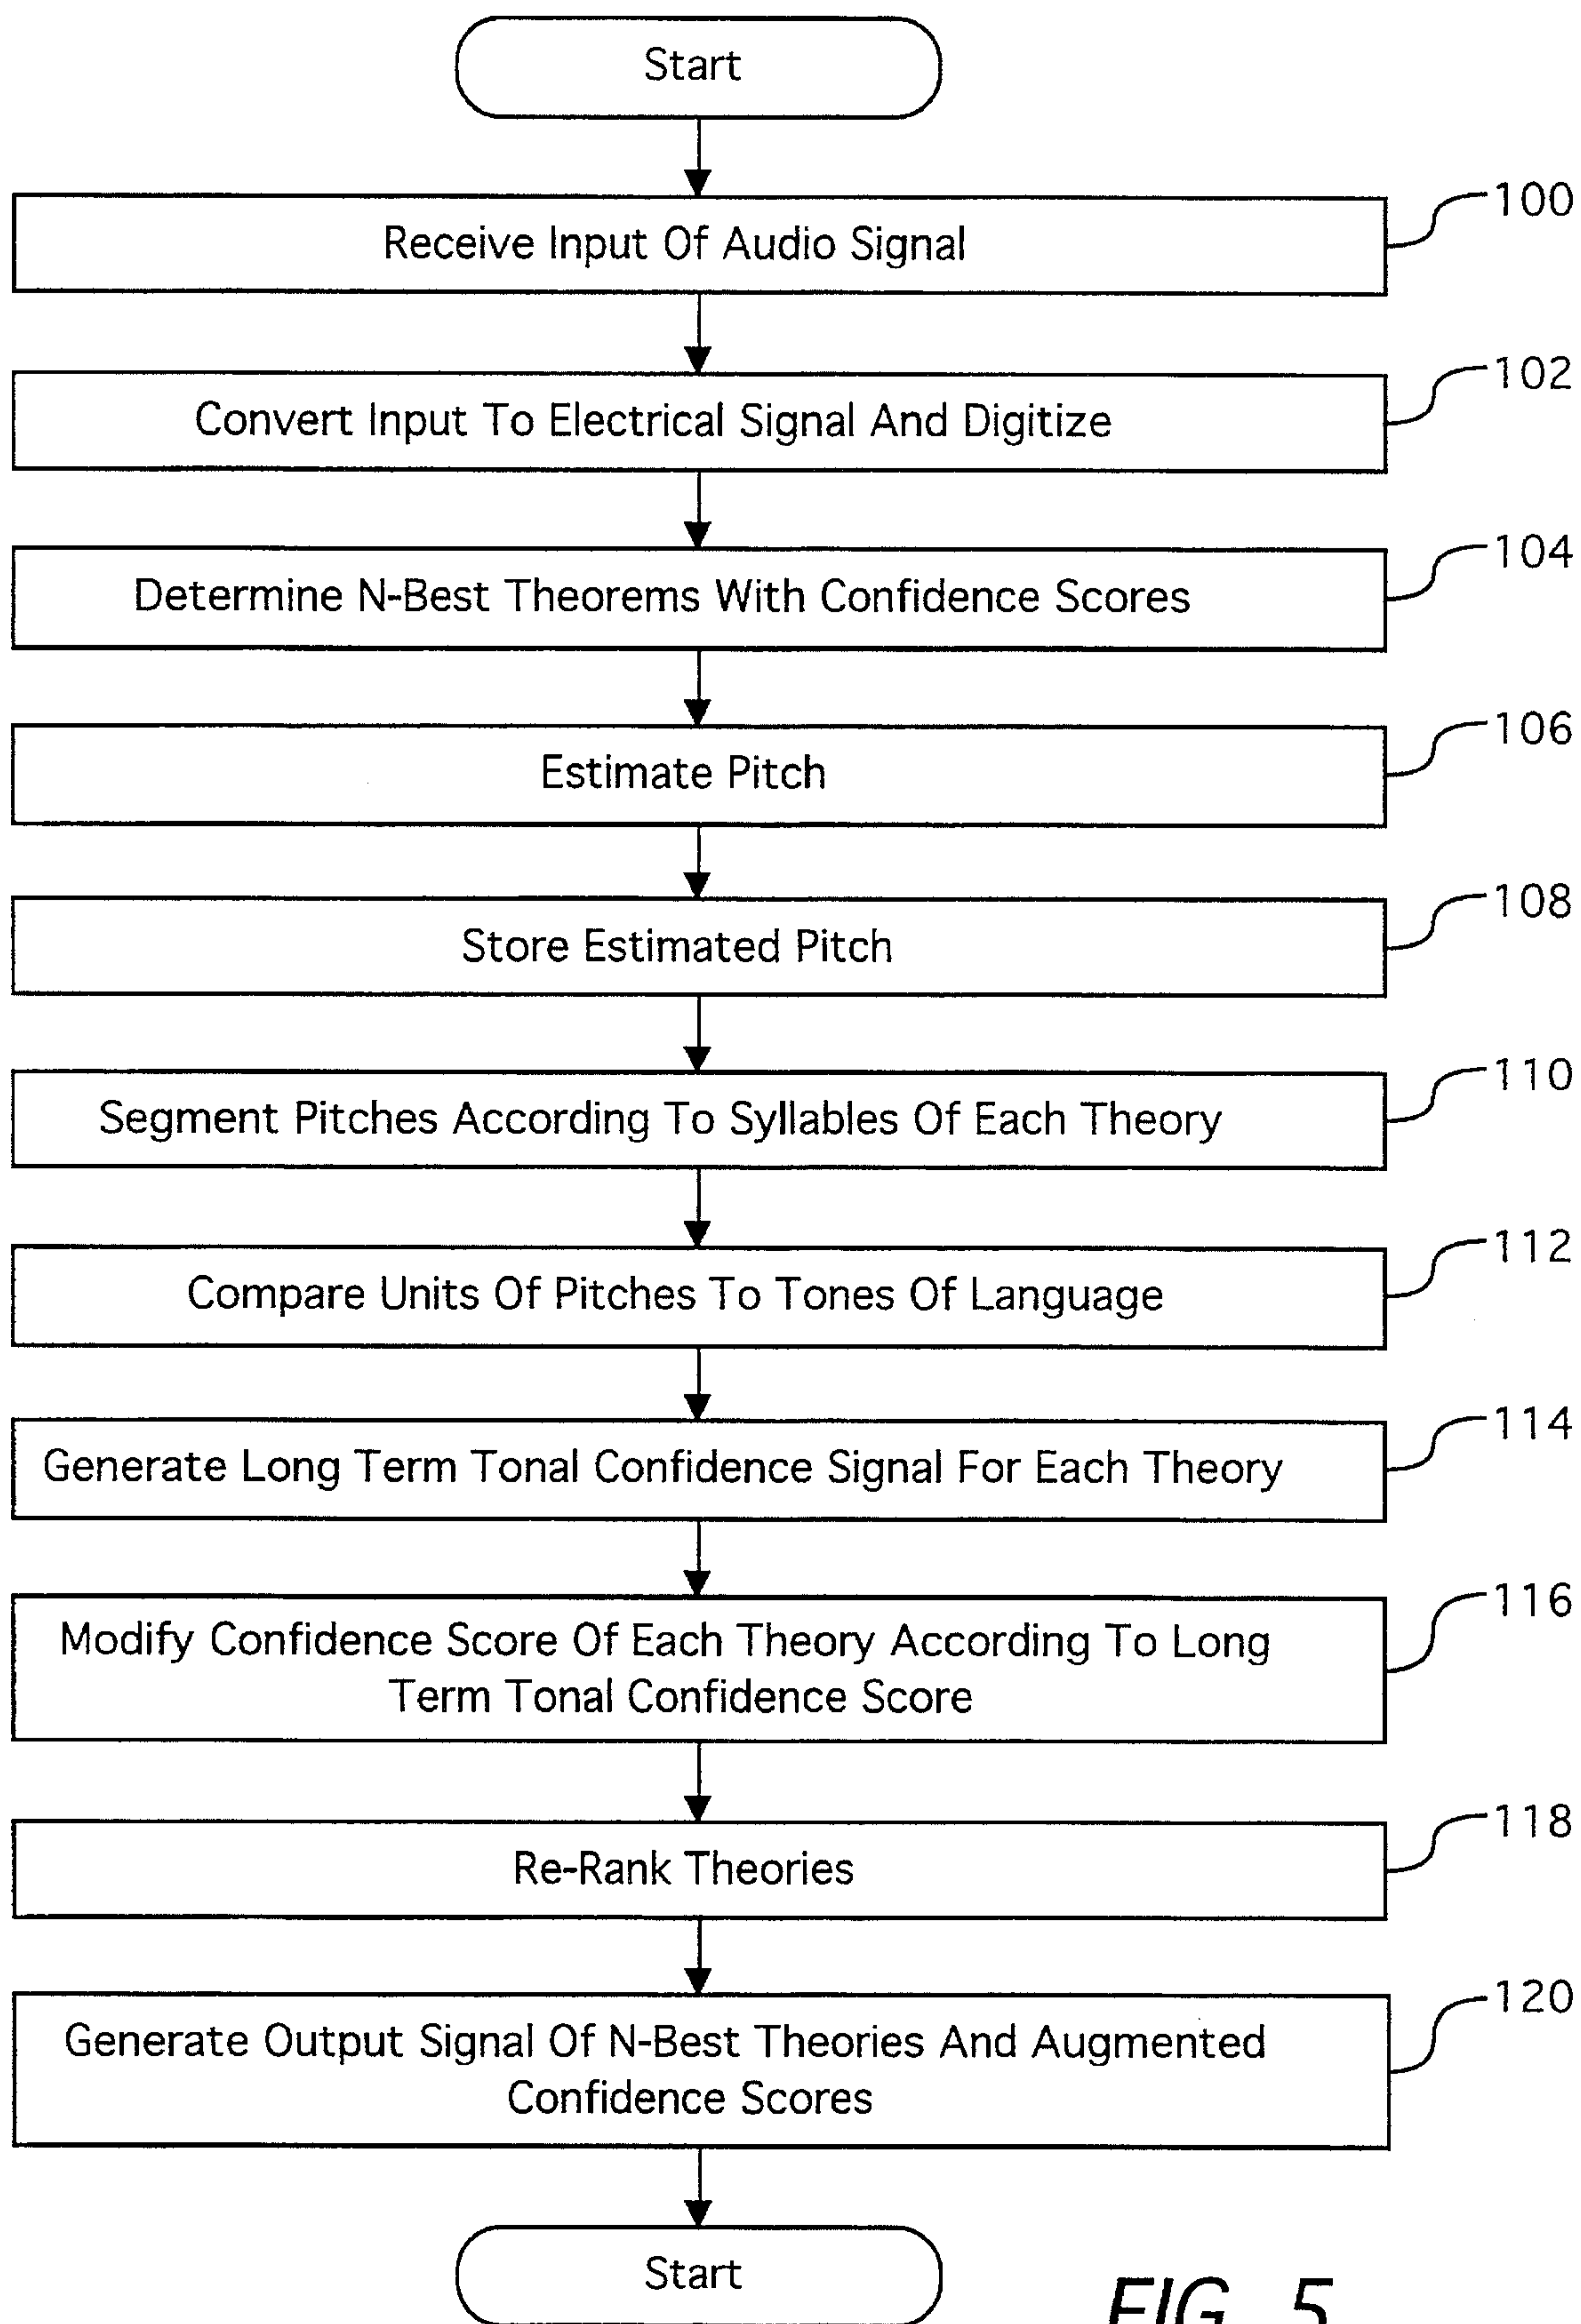 Start
Receive Input Of Audio Signal
100
Convert Input To Electrical Signal And Digitize
102
Determine N-Best Theorems With Confidence Scores
104
Estimate Pitch
106
Store Estimated Pitch
108
Segment Pitches According To Syllables Of Each Theory
110
Compare Units Of Pitches To Tones Of Language
112
Generate Long Term Tonal Confidence Signal For Each Theory
114
Modify Confidence Score Of Each Theory According To Long
Term Tonal Confidence Score
116
Re-Rank Theories
118
Generate Output Signal Of N-Best Theories And Augmented
Confidence Scores
120
Start
FIG. 5